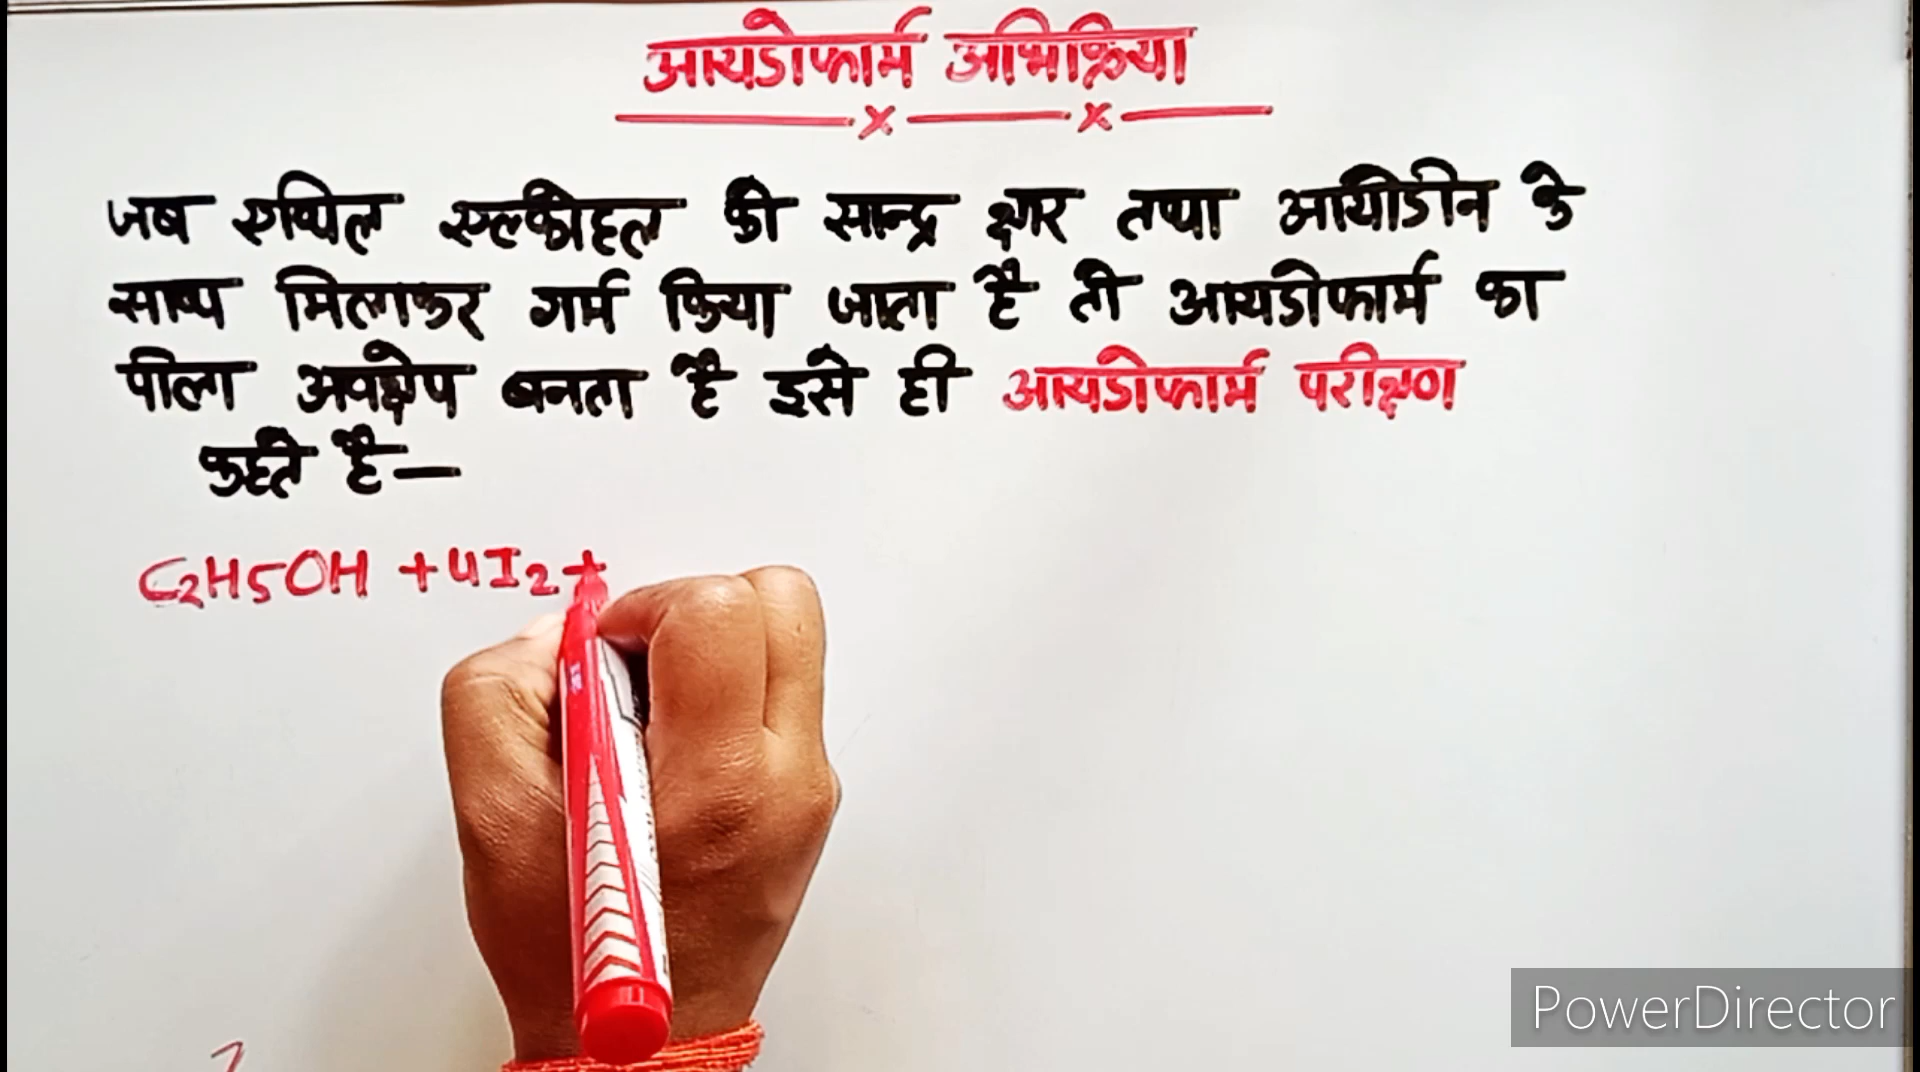 आयडोफार्म अभिक्रिया
जब एथिल एल्कोहल को सान्द्र क्षार तथा आयोडीन के
साथ मिलाकर गर्म किया जाता है तो आयडोफार्म का
पीला अवक्षेप बनता है इसे ही आयडोफार्म परीक्षण
कहते है—
C2H5OH + 4I2 +
PowerDirector